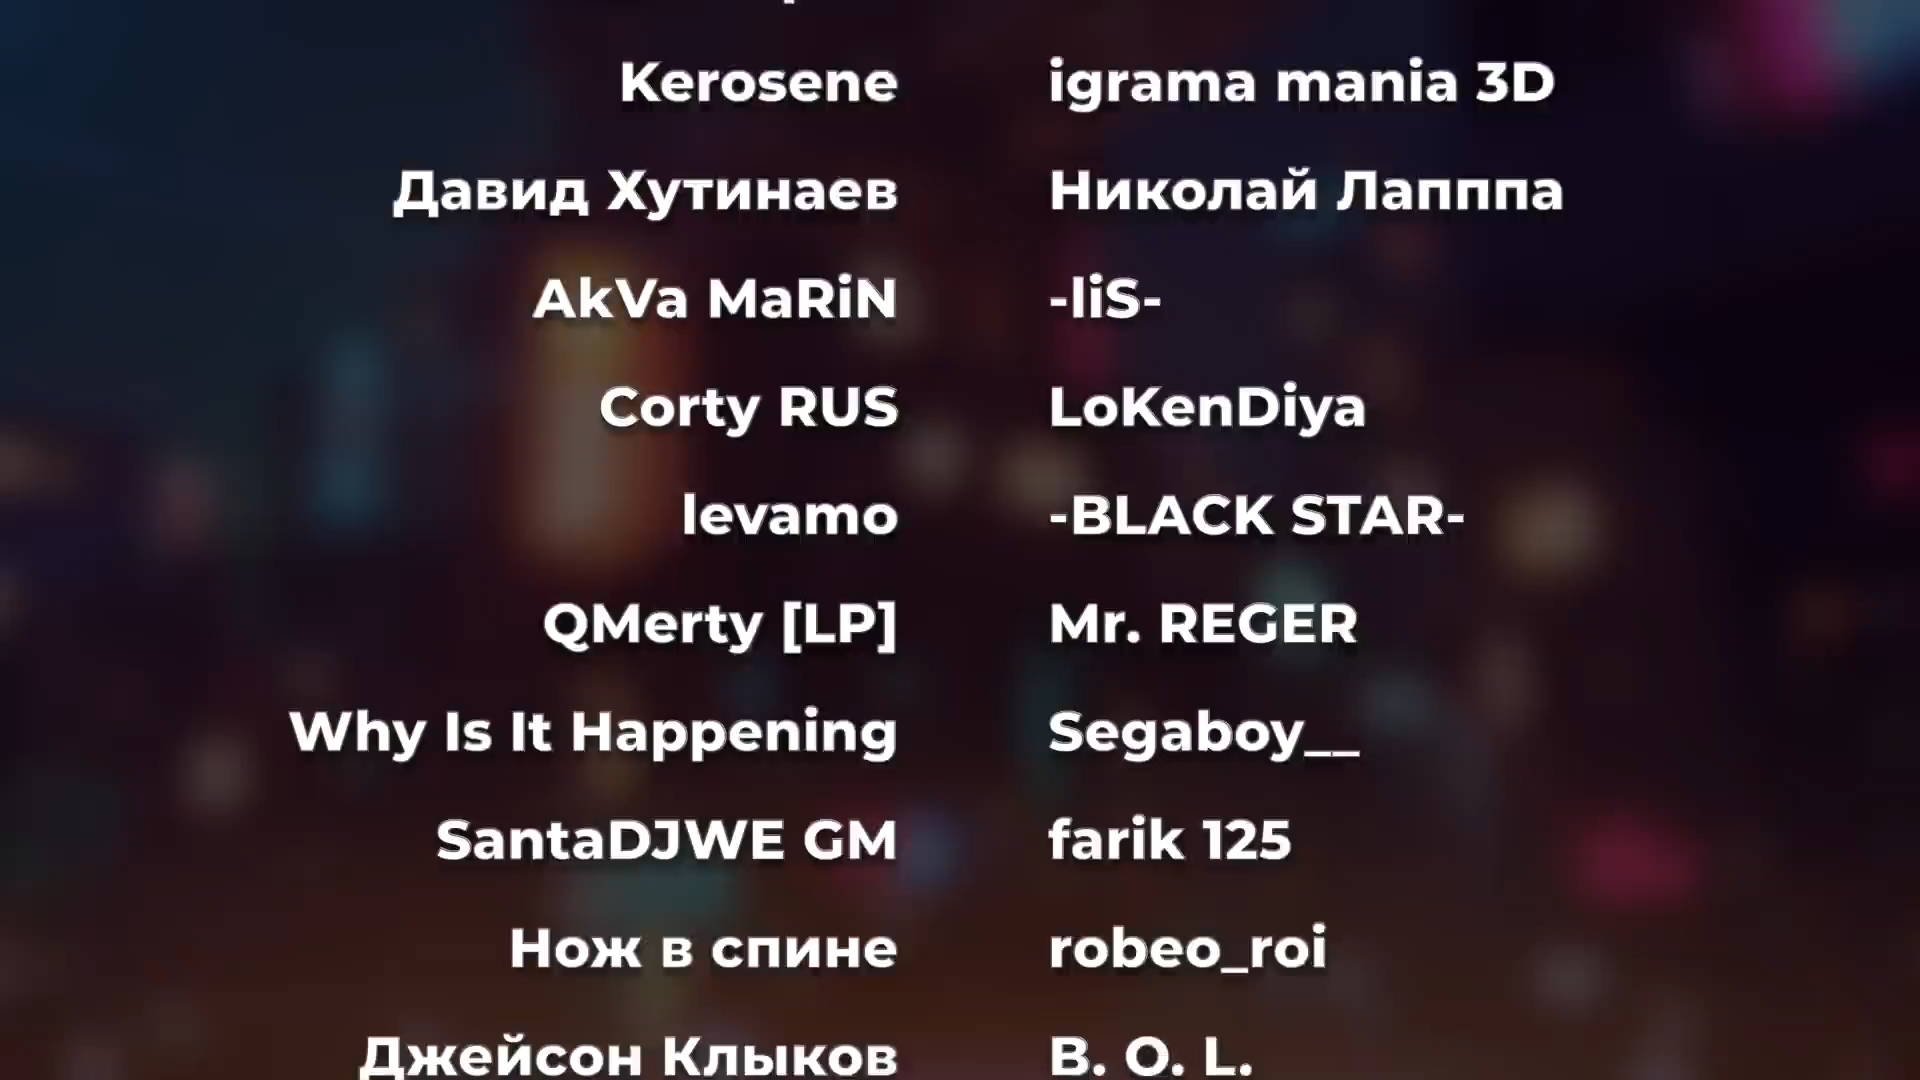 Kerosene igrama mania 3D
Давид Хутинаев Николай Лапппа
AkVa MaRiN -liS-
Corty RUS LoKenDiya
levamo -BLACK STAR-
QMerty [LP] Mr. REGER
Why Is It Happening Segaboy__
SantaDJWE GM farik 125
Нож в спине robeo_roi
Джейсон Клыков B. O. L.